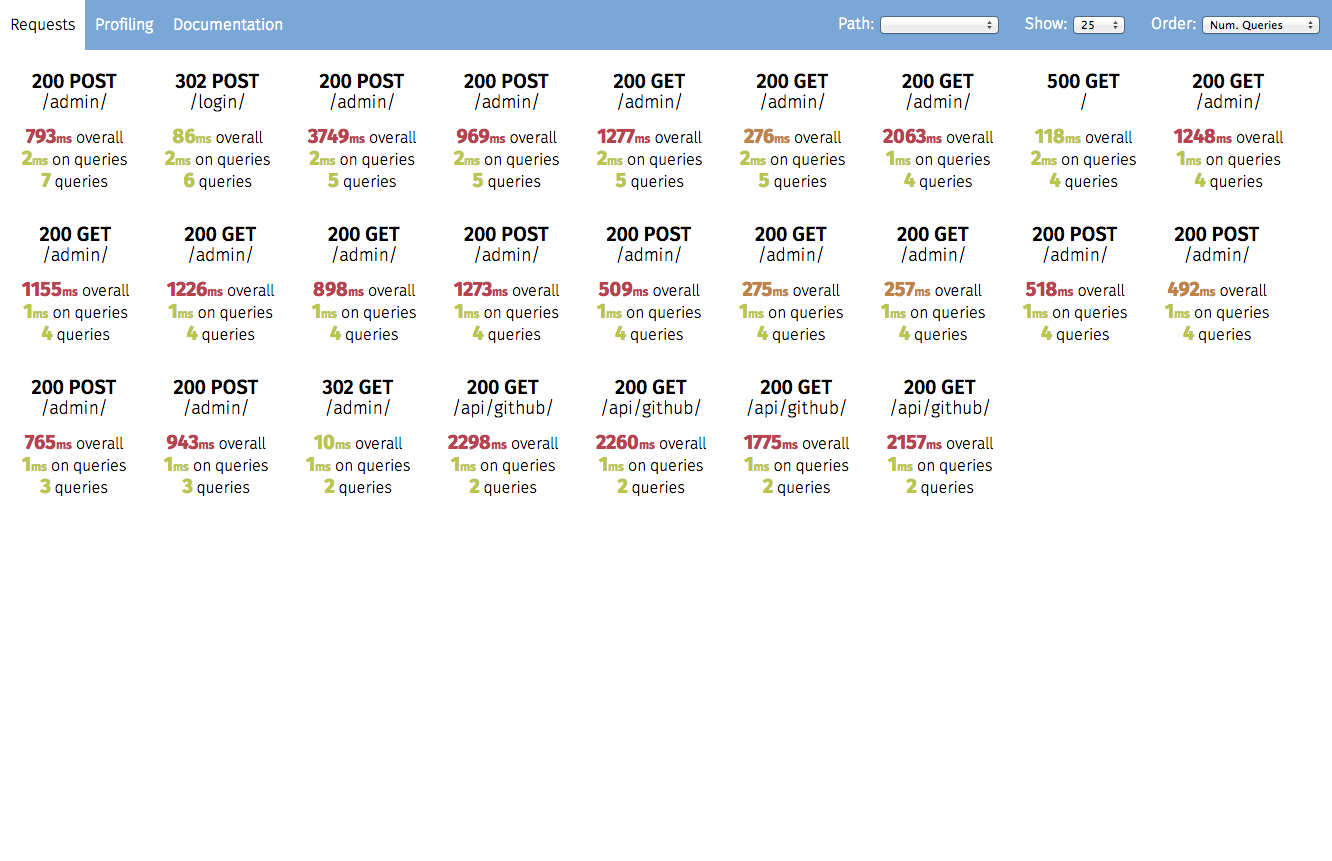 Requests Profiling Documentation Path: Show: 25 Order: Num. Queries
200 POST 302 POST 200 POST 200 POST 200 GET 200 GET 200 GET 500 GET 200 GET
/admin/ /login/ /admin/ /admin/ /admin/ /admin/ /admin/ / /admin/
793ms overall 86ms overall 3749ms overall 969ms overall 1277ms overall 276ms overall 2063ms overall 118ms overall 1248ms overall
2ms on queries 2ms on queries 2ms on queries 2ms on queries 2ms on queries 2ms on queries 1ms on queries 2ms on queries 1ms on queries
7 queries 6 queries 5 queries 5 queries 5 queries 5 queries 4 queries 4 queries 4 queries
200 GET 200 GET 200 GET 200 POST 200 POST 200 GET 200 GET 200 POST 200 POST
/admin/ /admin/ /admin/ /admin/ /admin/ /admin/ /admin/ /admin/ /admin/
1155ms overall 1226ms overall 898ms overall 1273ms overall 509ms overall 275ms overall 257ms overall 518ms overall 492ms overall
1ms on queries 1ms on queries 1ms on queries 1ms on queries 1ms on queries 1ms on queries 1ms on queries 1ms on queries 1ms on queries
4 queries 4 queries 4 queries 4 queries 4 queries 4 queries 4 queries 4 queries 4 queries
200 POST 200 POST 302 GET 200 GET 200 GET 200 GET 200 GET
/admin/ /admin/ /admin/ /api/github/ /api/github/ /api/github/ /api/github/
765ms overall 943ms overall 10ms overall 2298ms overall 2260ms overall 1775ms overall 2157ms overall
1ms on queries 1ms on queries 1ms on queries 1ms on queries 1ms on queries 1ms on queries 1ms on queries
3 queries 3 queries 2 queries 2 queries 2 queries 2 queries 2 queries